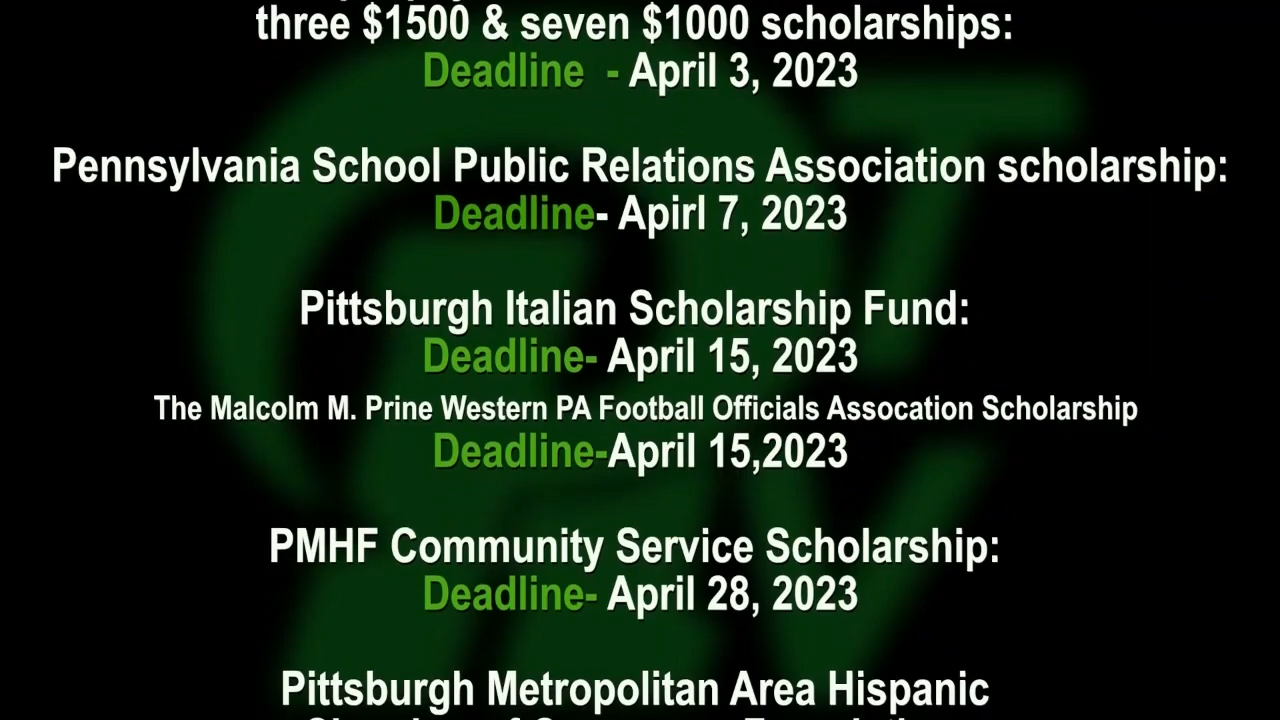 three $1500 & seven $1000 scholarships:
Deadline - April 3, 2023
Pennsylvania School Public Relations Association scholarship:
Deadline- Apirl 7, 2023
Pittsburgh Italian Scholarship Fund:
Deadline- April 15, 2023
The Malcolm M. Prine Western PA Football Officials Assocation Scholarship
Deadline-April 15,2023
PMHF Community Service Scholarship:
Deadline- April 28, 2023
Pittsburgh Metropolitan Area Hispanic